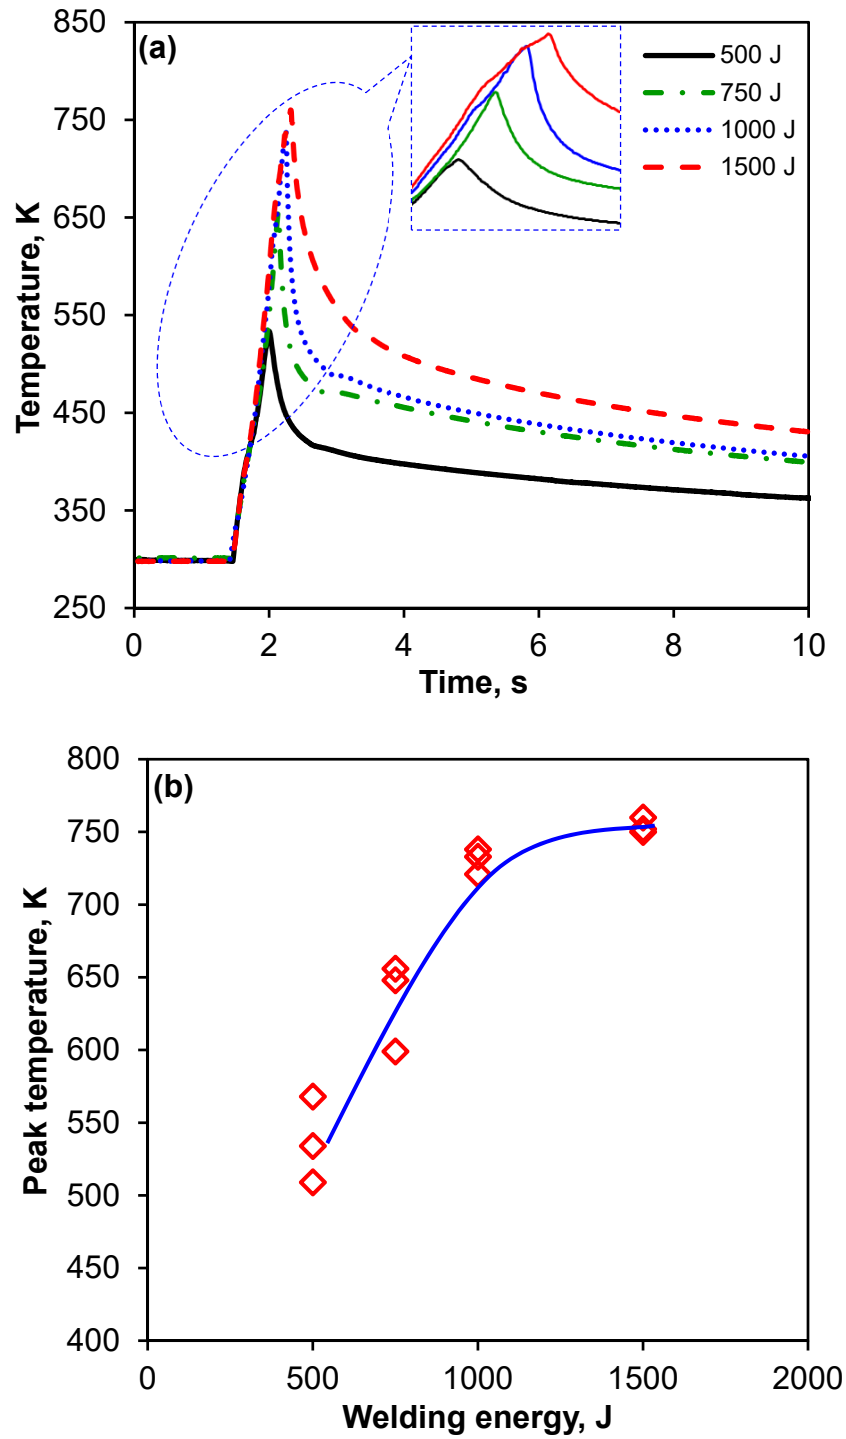 (a)
850
750
650
550
450
350
250
Temperature, K
500 J
750 J
1000 J
1500 J
0 2 4 6 8 10
Time, s
(b)
800
750
700
650
600
550
500
450
400
Peak temperature, K
0 500 1000 1500 2000
Welding energy, J